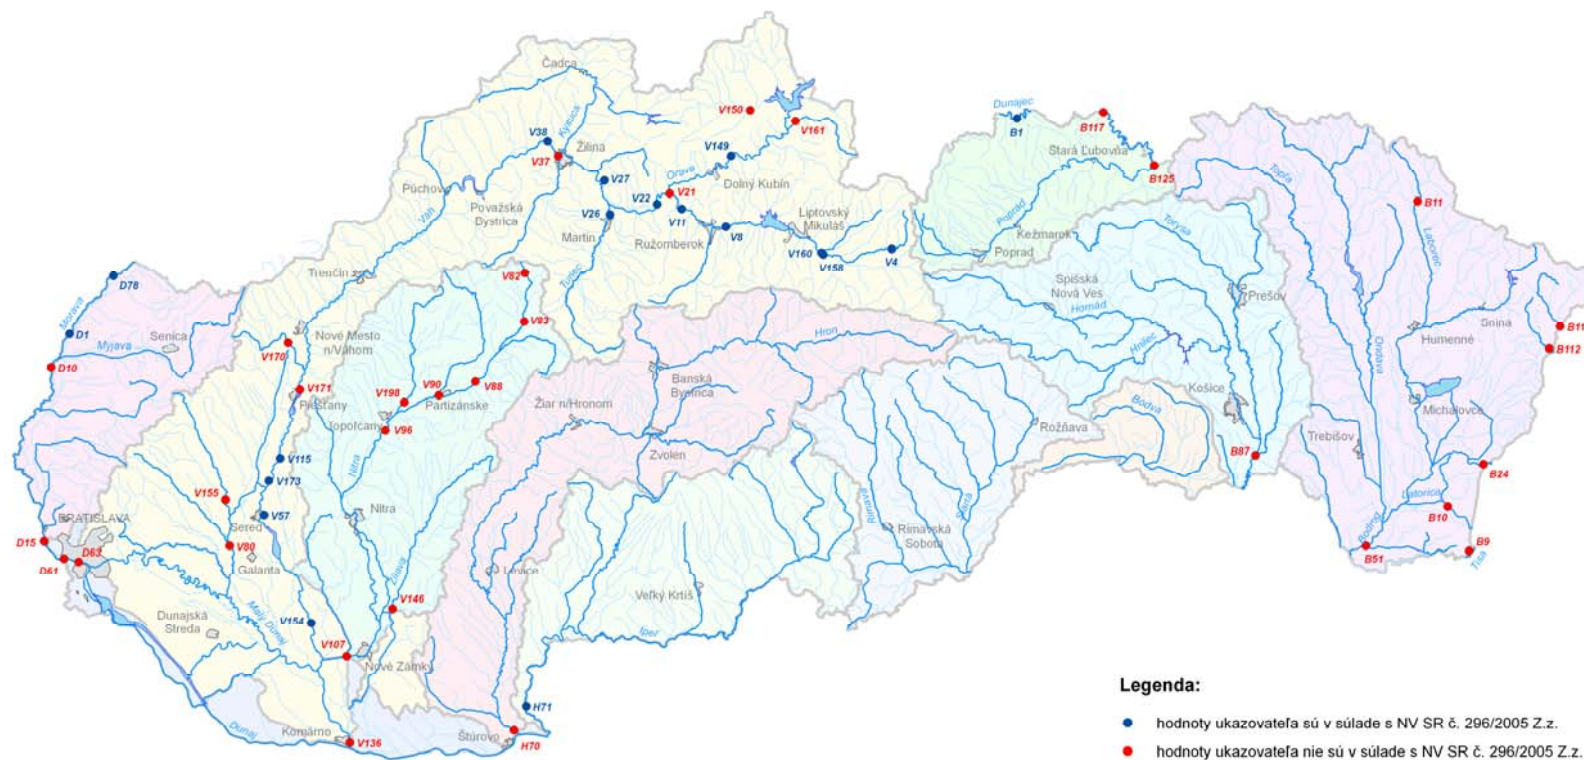 Čadca
Dunajec
B1
B117
V150
V161
Kysuca
V38
V37
Žilina
V149
Orava
Dolný Kubín
Stará Ľubovňa
B125
Topľa
B11
Laborec
Púchov
Považská
Bystrica
V27
V22
V21
V11
V26
Martin
Ružomberok
V8
Liptovský
Mikuláš
V160
V158
V4
Poprad
Kežmarok
Poprad
Torysa
Váh
Trenčín
Turiec
V82
V93
Spišská
Nová Ves
Hornád
Hnilec
Prešov
Snina
Humenné
B11
B112
D78
Morava
D1
Myjava
Senica
D10
Nové Mesto
n/Váhom
V170
V171
Piešťany
V198
V90
V88
Partizánske
Topoľčany
V96
Hron
Banská
Bystrica
Žiar n/Hronom
Zvolen
Košice
Bodva
Rožňava
Ondava
Michalovce
Trebišov
B87
B24
V115
V173
V155
V57
Sereď
V80
Galanta
Nitra
Nitra
BRATISLAVA
D15
D61
D63
Rimava
Rimavská
Sobota
Slaná
Latorica
B10
Bodrog
B51
B9
Tisa
Levice
Žitava
V146
Veľký Krtíš
Ipeľ
Dunajská
Streda
Malý Dunaj
V154
V107
Nové Zámky
Dunaj
Komárno
V136
Štúrovo
H71
H70
Legenda:
hodnoty ukazovateľa sú v súlade s NV SR č. 296/2005 Z.z.
hodnoty ukazovateľa nie sú v súlade s NV SR č. 296/2005 Z.z.